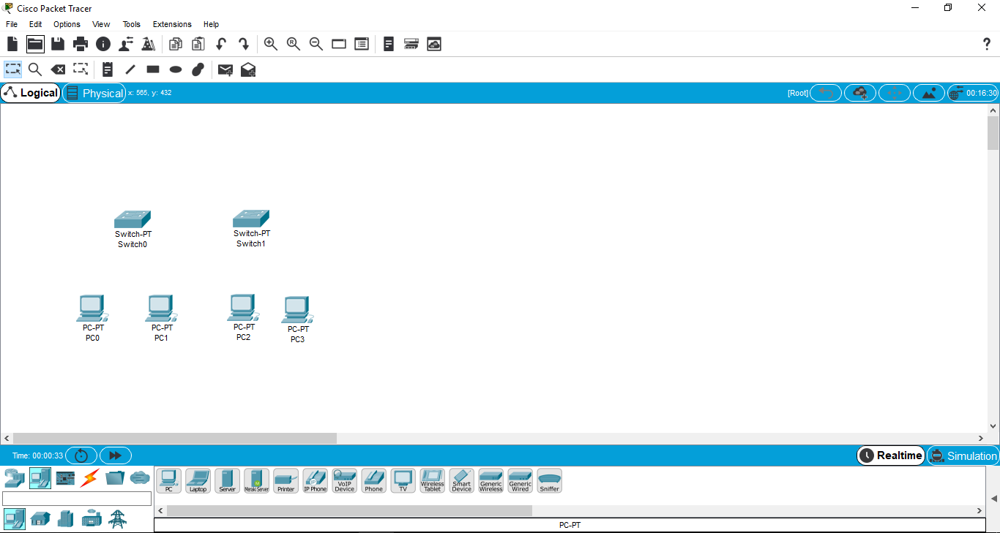 Cisco Packet Tracer
File Edit Options View Tools Extensions Help
?
Logical Physical x: 565, y: 432 [Root] 00:16:30
Switch-PT Switch-PT
Switch0 Switch1
PC-PT PC-PT PC-PT PC-PT
PC0 PC1 PC2 PC3
Time: 00:00:33 Realtime Simulation
PC Laptop Server Meraki Server Printer IP Phone VoIP Device Phone TV Wireless Tablet Smart Device Generic Wireless Generic Wired Sniffer
PC-PT